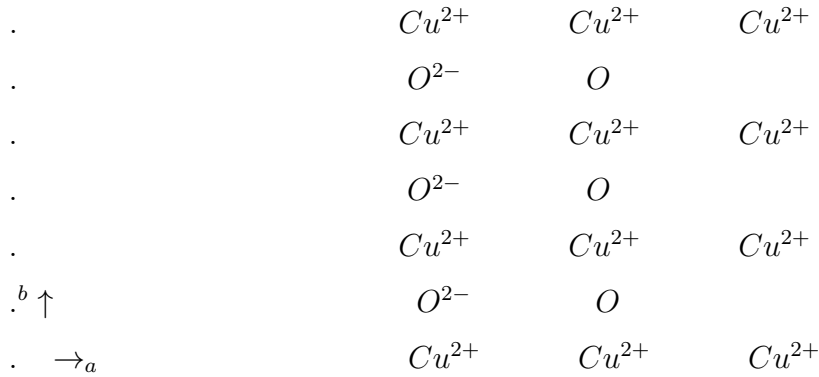 . Cu²⁺ Cu²⁺ Cu²⁺
. O²⁻ O
. Cu²⁺ Cu²⁺ Cu²⁺
. O²⁻ O
. Cu²⁺ Cu²⁺ Cu²⁺
.ᵇ ↑ O²⁻ O
. →ₐ Cu²⁺ Cu²⁺ Cu²⁺